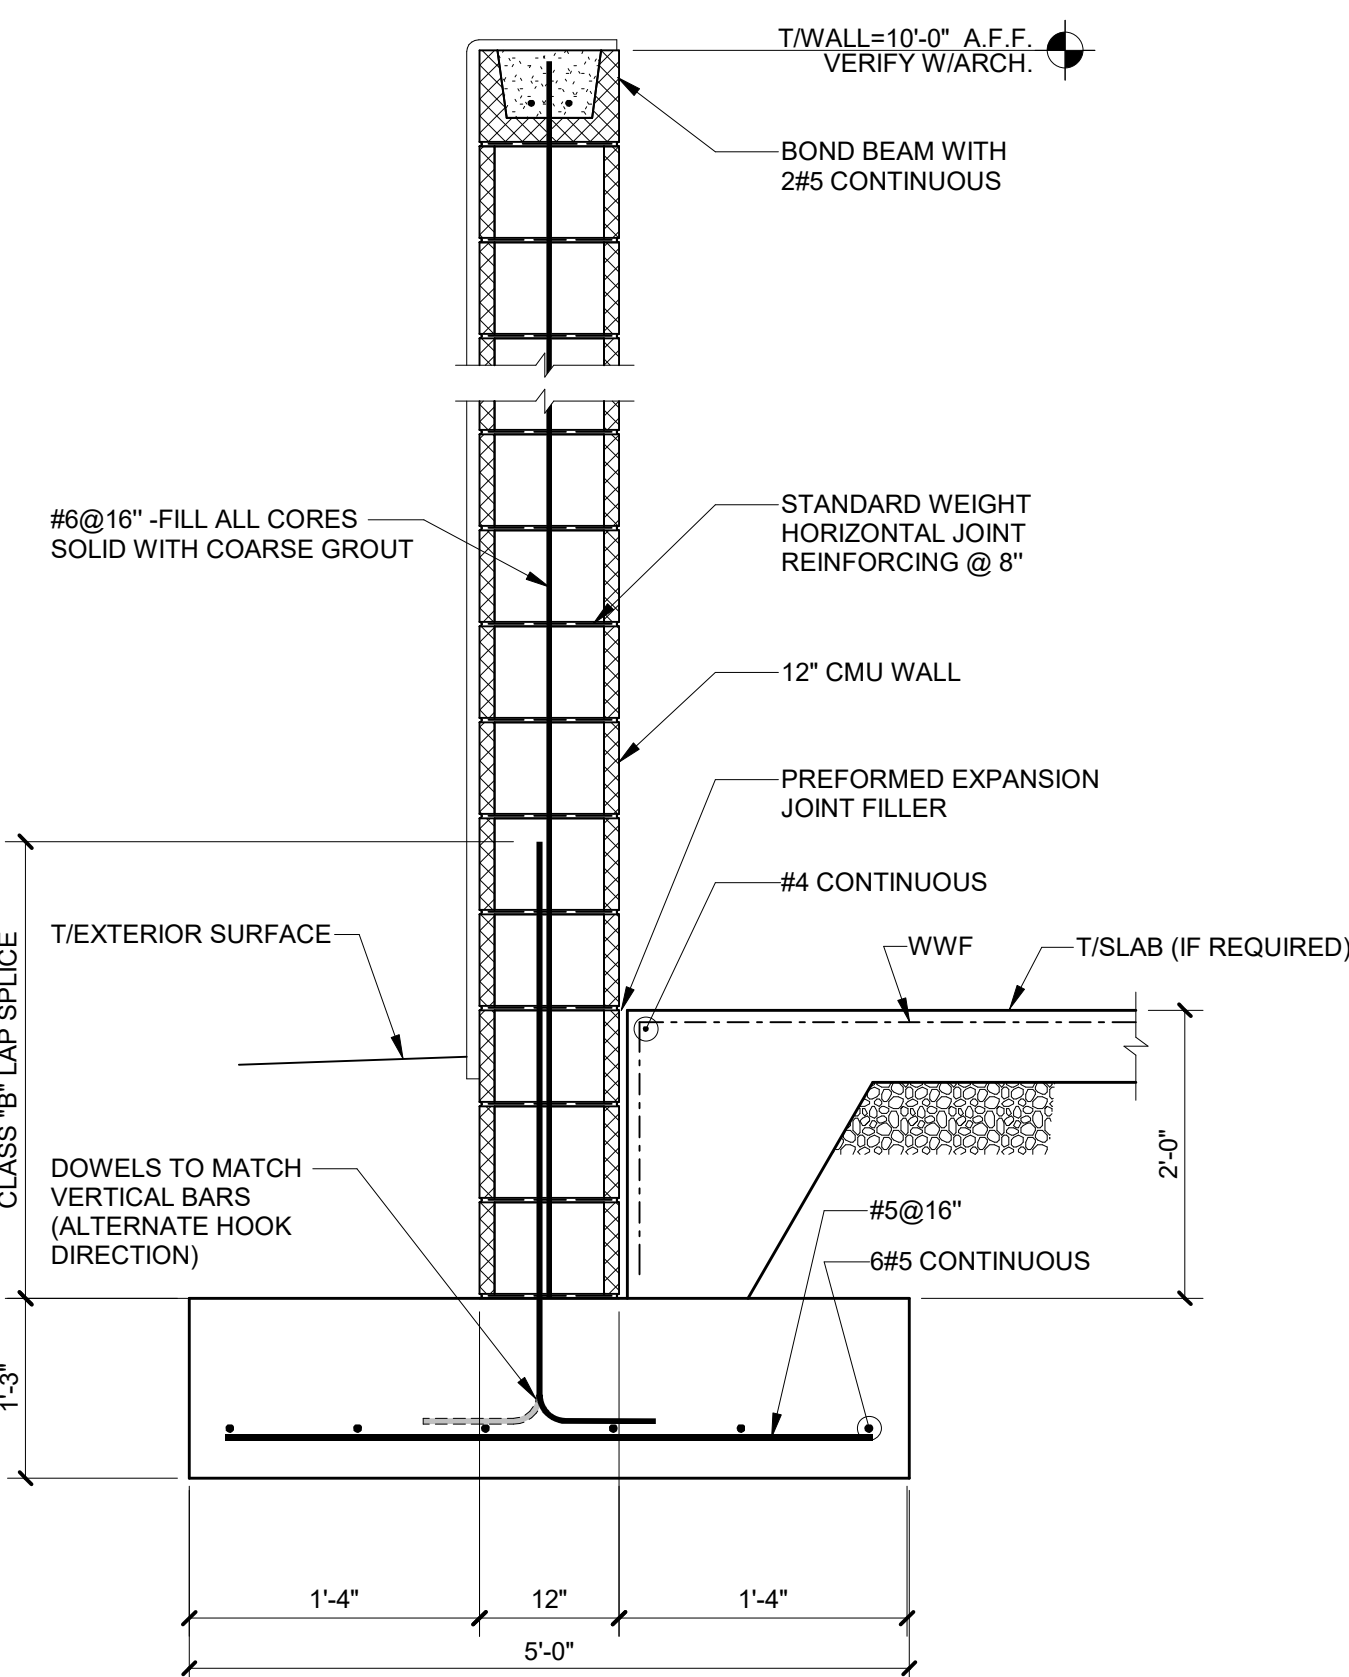 T/WALL=10'-0" A.F.F.
VERIFY W/ARCH.
BOND BEAM WITH
2#5 CONTINUOUS
#6@16" -FILL ALL CORES
SOLID WITH COARSE GROUT
STANDARD WEIGHT
HORIZONTAL JOINT
REINFORCING @ 8"
12" CMU WALL
PREFORMED EXPANSION
JOINT FILLER
#4 CONTINUOUS
T/EXTERIOR SURFACE
WWF
T/SLAB (IF REQUIRED)
CLASS "B" LAP SPLICE
DOWELS TO MATCH
VERTICAL BARS
(ALTERNATE HOOK
DIRECTION)
2'-0"
#5@16"
6#5 CONTINUOUS
1'-3"
1'-4"
12"
1'-4"
5'-0"